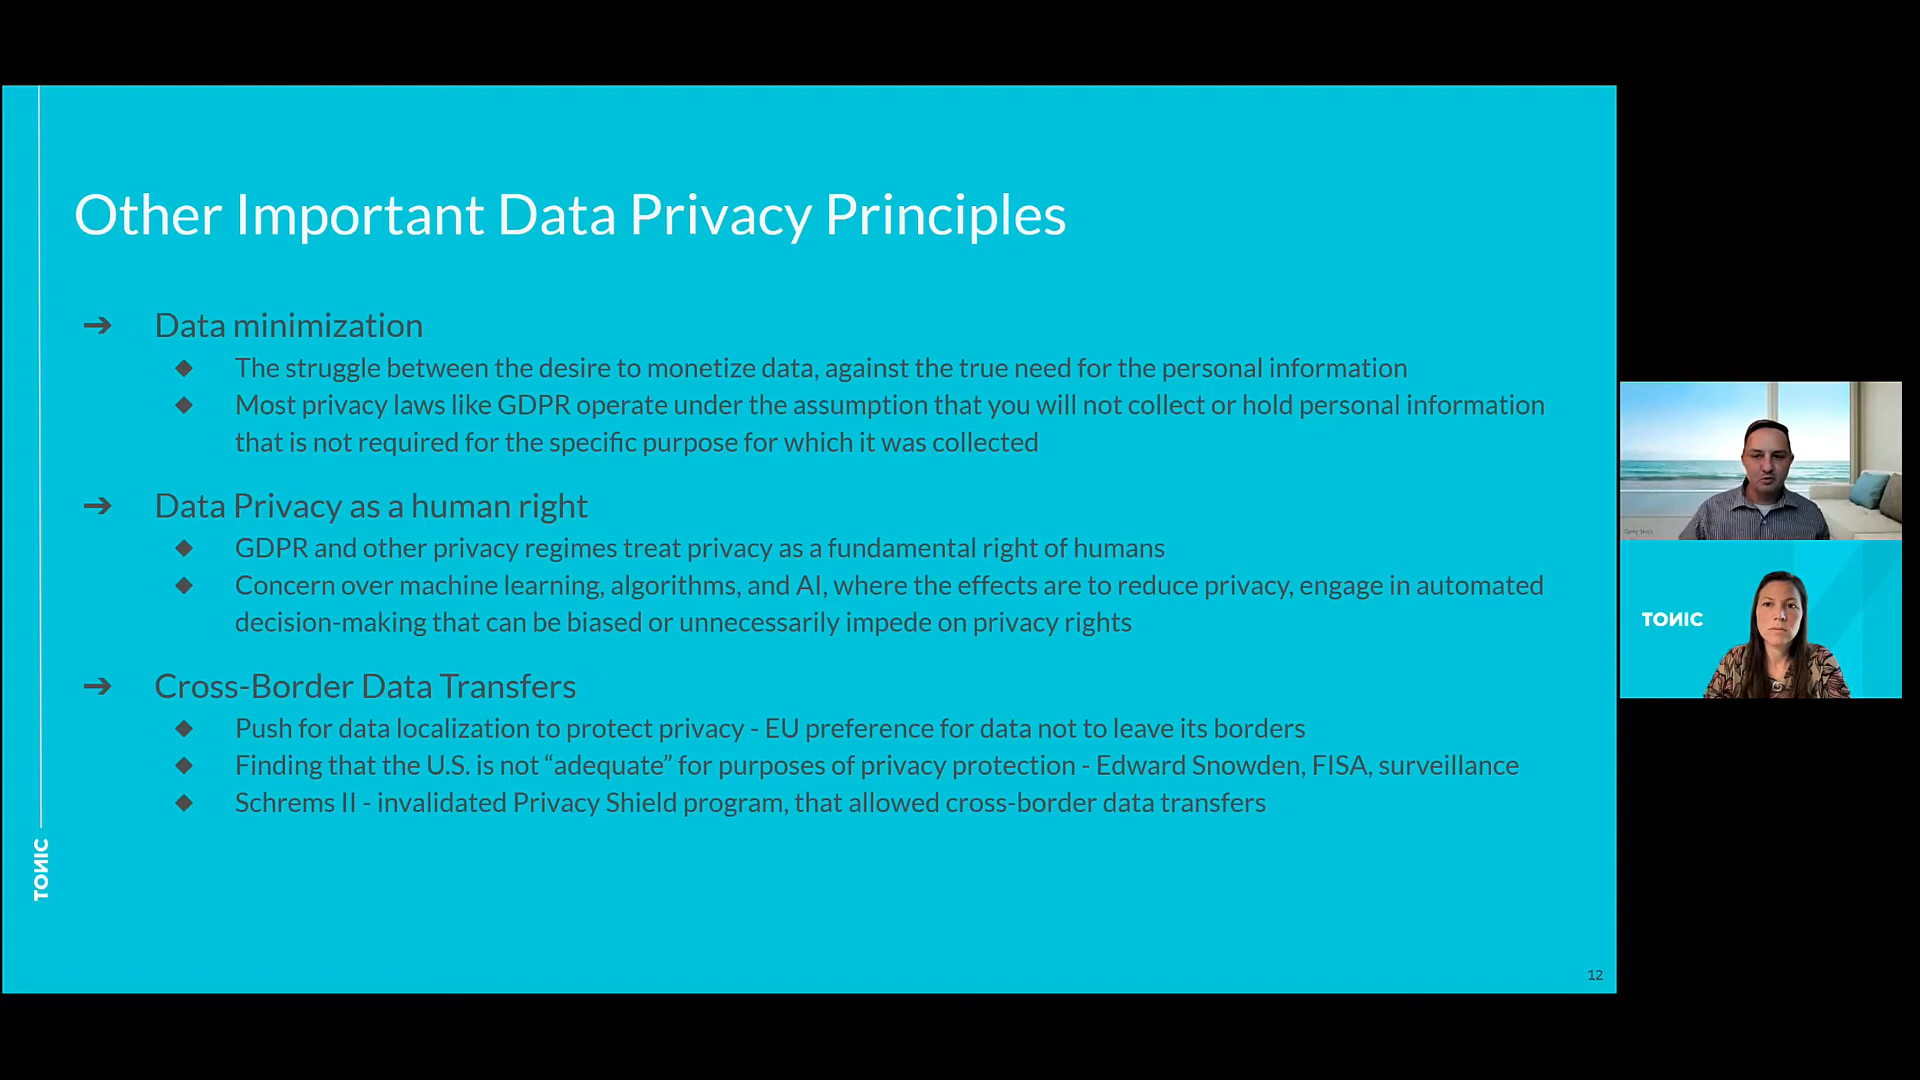 Other Important Data Privacy Principles
➔ Data minimization
◆ The struggle between the desire to monetize data, against the true need for the personal information
◆ Most privacy laws like GDPR operate under the assumption that you will not collect or hold personal information
that is not required for the specific purpose for which it was collected
➔ Data Privacy as a human right
◆ GDPR and other privacy regimes treat privacy as a fundamental right of humans
◆ Concern over machine learning, algorithms, and AI, where the effects are to reduce privacy, engage in automated
decision-making that can be biased or unnecessarily impede on privacy rights
➔ Cross-Border Data Transfers
◆ Push for data localization to protect privacy - EU preference for data not to leave its borders
◆ Finding that the U.S. is not “adequate” for purposes of privacy protection - Edward Snowden, FISA, surveillance
◆ Schrems II - invalidated Privacy Shield program, that allowed cross-border data transfers
TONIC
12
TONIC